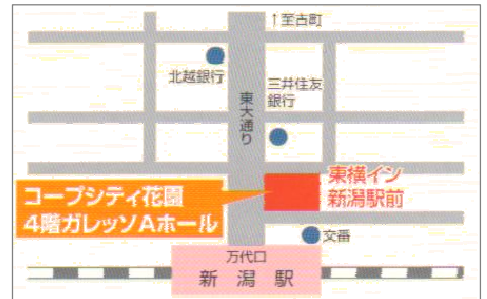 ↑至古町
北越銀行
三井住友
銀行
東大通り
東横イン
新潟駅前
コープシティ花園
4階ガレッソAホール
交番
万代口
新潟駅